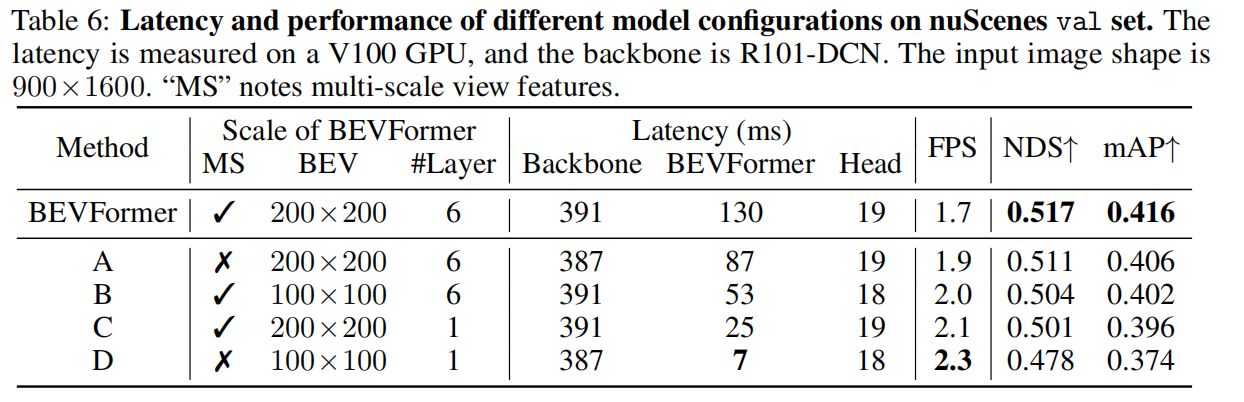 Table 6: Latency and performance of different model configurations on nuScenes val set. The
latency is measured on a V100 GPU, and the backbone is R101-DCN. The input image shape is
900×1600. “MS” notes multi-scale view features.
Method Scale of BEVFormer Latency (ms) FPS NDS↑ mAP↑
MS BEV #Layer Backbone BEVFormer Head
BEVFormer ✓ 200×200 6 391 130 19 1.7 0.517 0.416
A ✗ 200×200 6 387 87 19 1.9 0.511 0.406
B ✓ 100×100 6 391 53 18 2.0 0.504 0.402
C ✓ 200×200 1 391 25 19 2.1 0.501 0.396
D ✗ 100×100 1 387 7 18 2.3 0.478 0.374